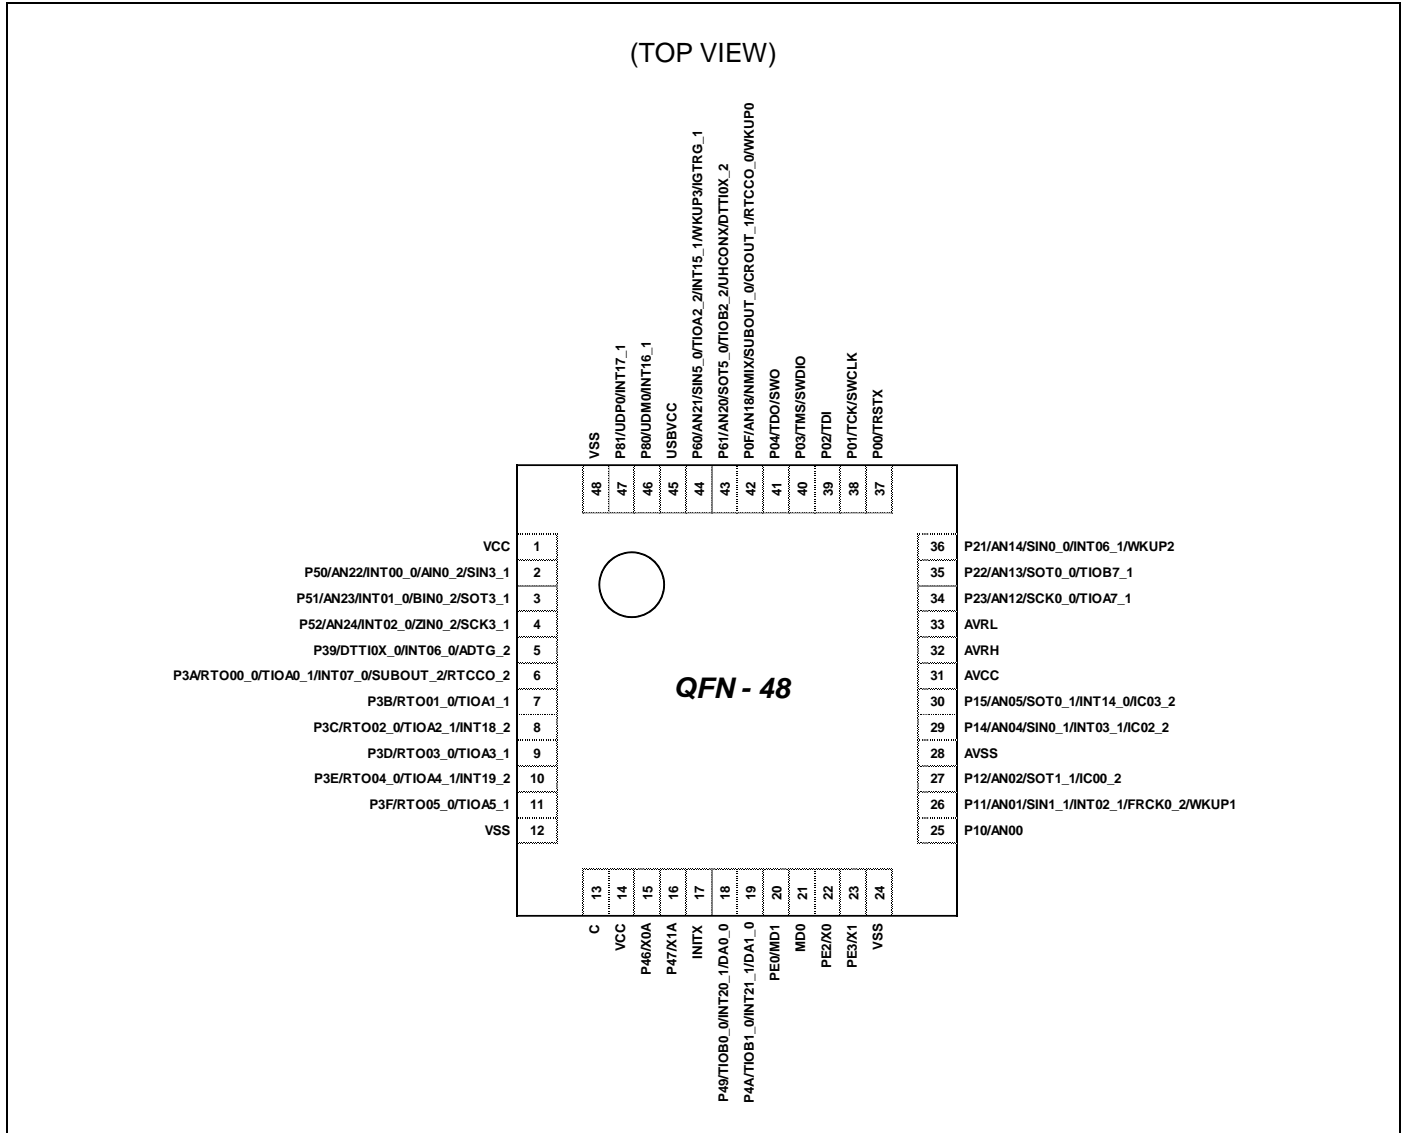 (TOP VIEW)
VSS
P81/UDP0/INT17_1
P80/UDM0/INT16_1
USBVCC
P60/AN21/SIN5_0/TIOA2_2/INT15_1/WKUP3/IGTRG_1
P61/AN20/SOT5_0/TIOB2_2/UHCONX/DTTI0X_2
P0F/AN18/NMIX/SUBOUT_0/CROUT_1/RTCCO_0/WKUP0
P04/TDO/SWO
P03/TMS/SWDIO
P02/TDI
P01/TCK/SWCLK
P00/TRSTX
48 47 46 45 44 43 42 41 40 39 38 37
VCC 1
P50/AN22/INT00_0/AIN0_2/SIN3_1 2
P51/AN23/INT01_0/BIN0_2/SOT3_1 3
P52/AN24/INT02_0/ZIN0_2/SCK3_1 4
P39/DTTI0X_0/INT06_0/ADTG_2 5
P3A/RTO00_0/TIOA0_1/INT07_0/SUBOUT_2/RTCCO_2 6
P3B/RTO01_0/TIOA1_1 7
P3C/RTO02_0/TIOA2_1/INT18_2 8
P3D/RTO03_0/TIOA3_1 9
P3E/RTO04_0/TIOA4_1/INT19_2 10
P3F/RTO05_0/TIOA5_1 11
VSS 12
QFN - 48
36 P21/AN14/SIN0_0/INT06_1/WKUP2
35 P22/AN13/SOT0_0/TIOB7_1
34 P23/AN12/SCK0_0/TIOA7_1
33 AVRL
32 AVRH
31 AVCC
30 P15/AN05/SOT0_1/INT14_0/IC03_2
29 P14/AN04/SIN0_1/INT03_1/IC02_2
28 AVSS
27 P12/AN02/SOT1_1/IC00_2
26 P11/AN01/SIN1_1/INT02_1/FRCK0_2/WKUP1
25 P10/AN00
13 14 15 16 17 18 19 20 21 22 23 24
C
VCC
P46/X0A
P47/X1A
INITX
P49/TIOB0_0/INT20_1/DA0_0
P4A/TIOB1_0/INT21_1/DA1_0
PE0/MD1
MD0
PE2/X0
PE3/X1
VSS